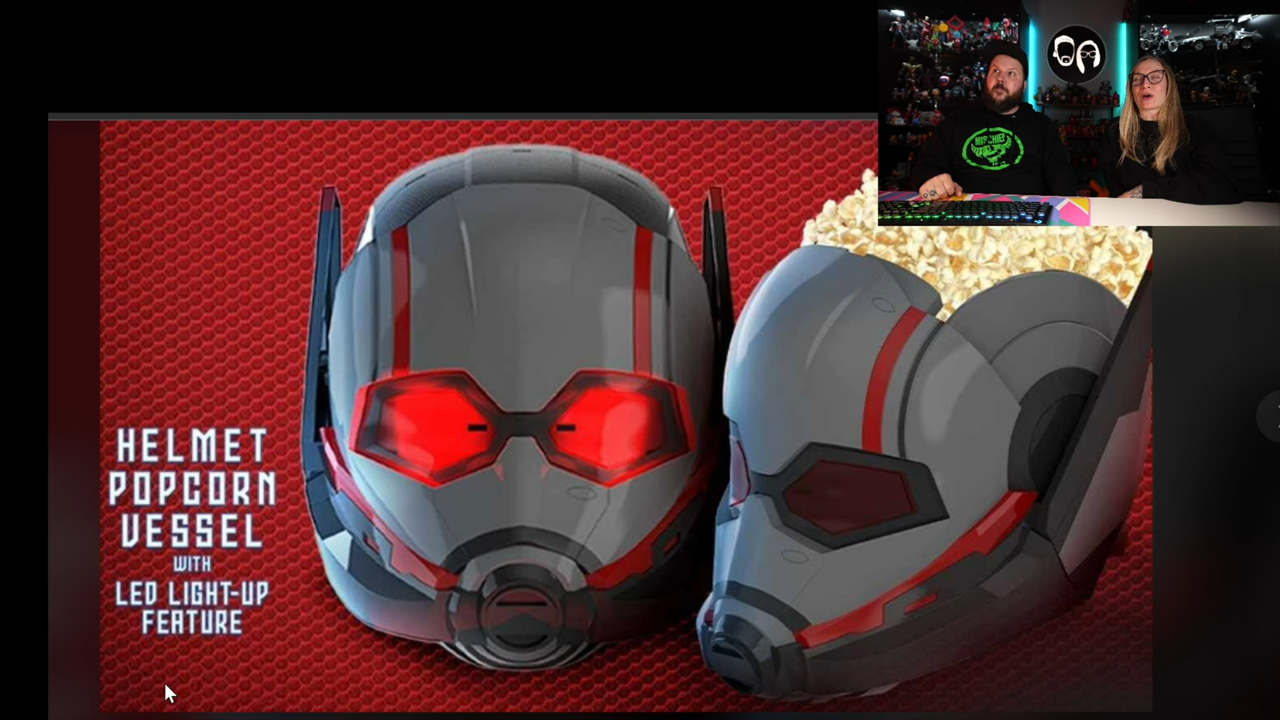 HELMET
POPCORN
VESSEL
WITH
LED LIGHT-UP
FEATURE